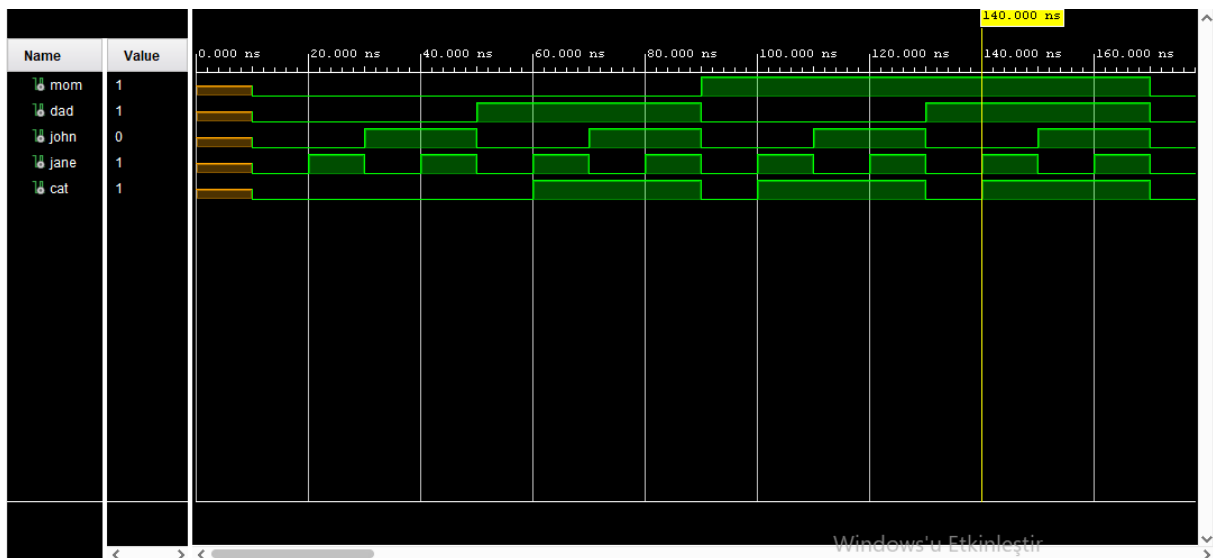 140.000 ns
Name Value 0.000 ns 20.000 ns 40.000 ns 60.000 ns 80.000 ns 100.000 ns 120.000 ns 140.000 ns 160.000 ns
mom 1
dad 1
john 0
jane 1
cat 1
Windows'u Etkinleştir